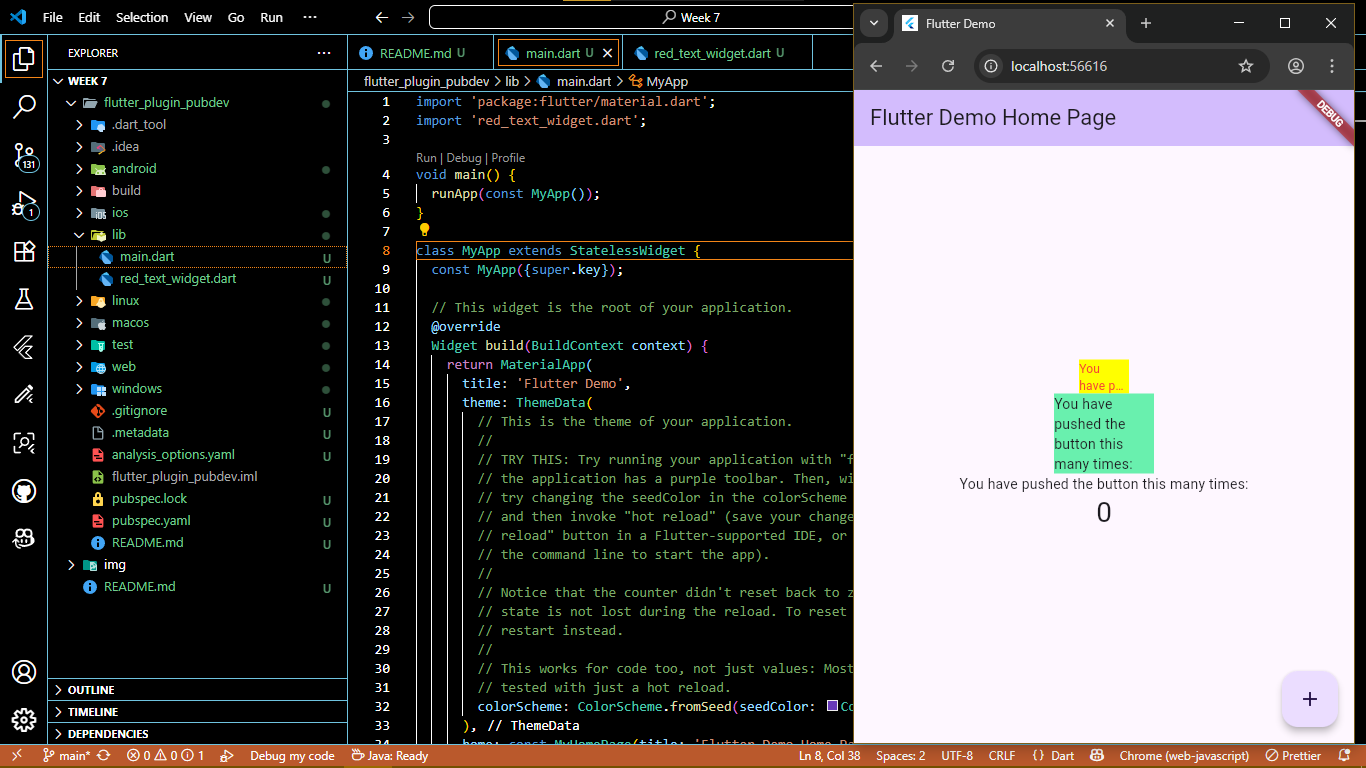 File Edit Selection View Go Run ··· Week 7
EXPLORER ···
WEEK 7
flutter_plugin_pubdev
.dart_tool
.idea
android
build
ios
lib
main.dart U
red_text_widget.dart U
linux
macos
test
web
windows
.gitignore U
.metadata U
analysis_options.yaml U
flutter_plugin_pubdev.iml
pubspec.lock U
pubspec.yaml U
README.md U
img
README.md U
OUTLINE
TIMELINE
DEPENDENCIES
131
1
README.md U main.dart U red_text_widget.dart U
flutter_plugin_pubdev > lib > main.dart > MyApp
1 import 'package:flutter/material.dart';
2 import 'red_text_widget.dart';
3
Run | Debug | Profile
4 void main() {
5 runApp(const MyApp());
6 }
7
8 class MyApp extends StatelessWidget {
9 const MyApp({super.key});
10
11 // This widget is the root of your application.
12 @override
13 Widget build(BuildContext context) {
14 return MaterialApp(
15 title: 'Flutter Demo',
16 theme: ThemeData(
17 // This is the theme of your application.
18 //
19 // TRY THIS: Try running your application with "f
20 // the application has a purple toolbar. Then, wi
21 // try changing the seedColor in the colorScheme
22 // and then invoke "hot reload" (save your change
23 // reload" button in a Flutter-supported IDE, or
24 // the command line to start the app).
25 //
26 // Notice that the counter didn't reset back to z
27 // state is not lost during the reload. To reset
28 // restart instead.
29 //
30 // This works for code too, not just values: Most
31 // tested with just a hot reload.
32 colorScheme: ColorScheme.fromSeed(seedColor: Co
33 ), // ThemeData
34 home: const MyHomePage(title: 'Flutter Demo Home Pa
Flutter Demo
localhost:56616
Flutter Demo Home Page
DEBUG
You
have p...
You have
pushed the
button this
many times:
You have pushed the button this many times:
0
+
main* 0 0 1 Debug my code Java: Ready Ln 8, Col 38 Spaces: 2 UTF-8 CRLF {} Dart Chrome (web-javascript) Prettier